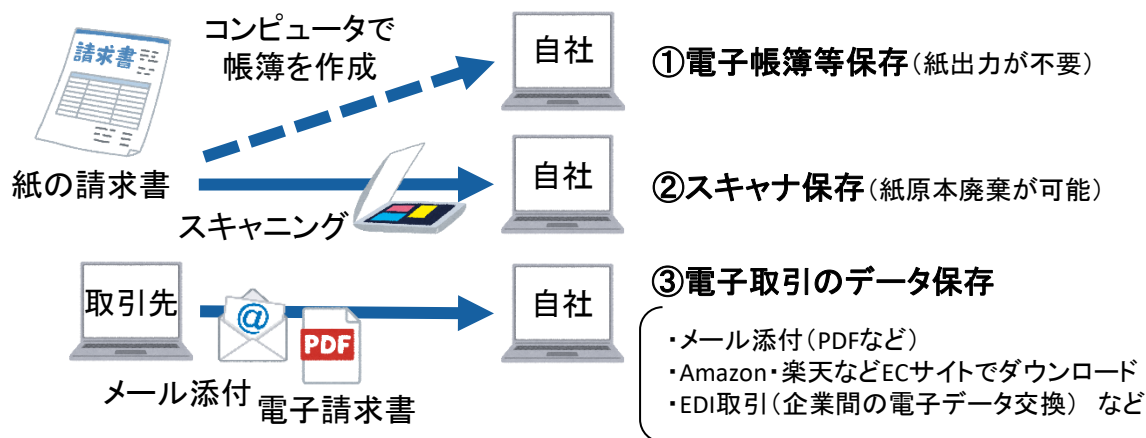 コンピュータで
帳簿を作成
請求書
自社
①電子帳簿等保存（紙出力が不要）
紙の請求書
スキャニング
自社
②スキャナ保存（紙原本廃棄が可能）
取引先
@
PDF
メール添付
電子請求書
自社
③電子取引のデータ保存
・メール添付（PDFなど）
・Amazon・楽天などECサイトでダウンロード
・EDI取引（企業間の電子データ交換） など